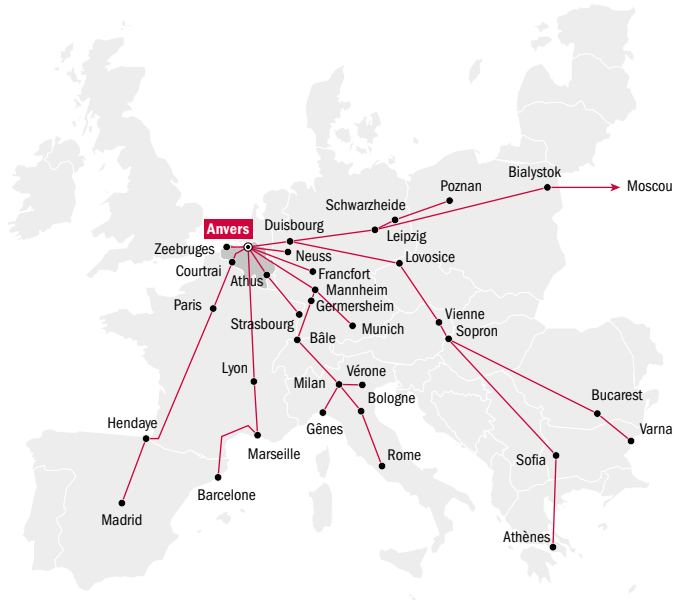 Bialystok
Moscou
Poznan
Schwarzheide
Duisbourg
Leipzig
Anvers
Zeebruges
Neuss
Lovosice
Courtrai
Athus
Francfort
Mannheim
Germersheim
Paris
Strasbourg
Munich
Vienne
Sopron
Bâle
Lyon
Milan
Vérone
Bologne
Bucarest
Hendaye
Gênes
Varna
Marseille
Rome
Sofia
Barcelone
Madrid
Athènes